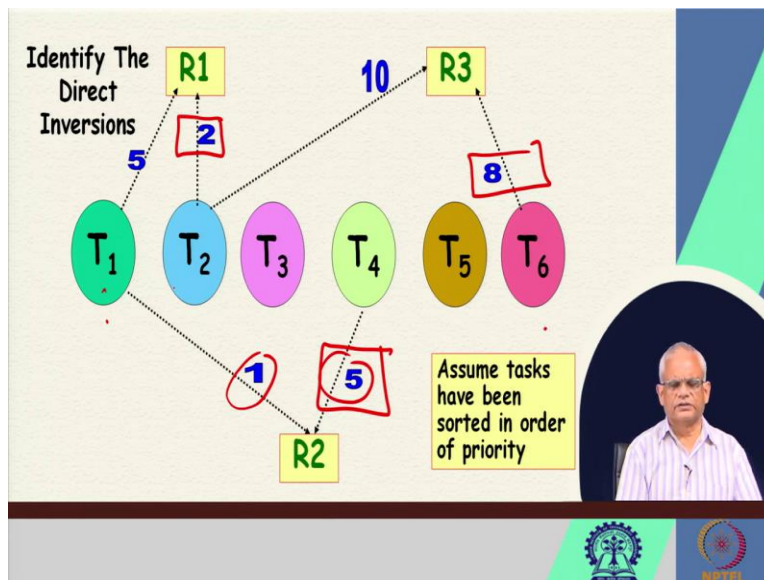 Identify The
Direct
Inversions
R1
10
R3
5
2
8
T1
T2
T3
T4
T5
T6
1
5
R2
Assume tasks
have been
sorted in order
of priority
NPTEL